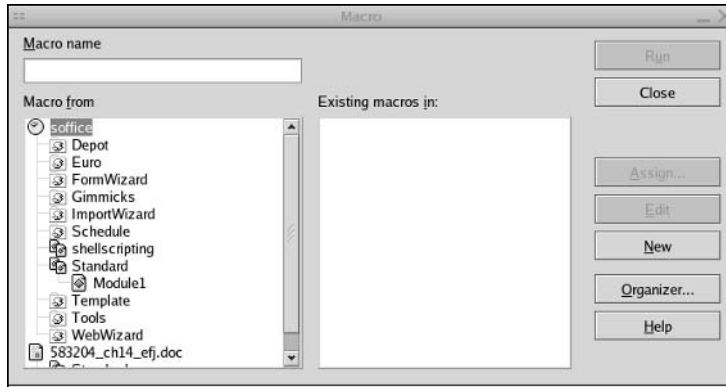 Macro
Macro name
Run
Close
Macro from
Existing macros in:
soffice
Depot
Euro
FormWizard
Gimmicks
ImportWizard
Schedule
shellscripting
Standard
Module1
Template
Tools
WebWizard
583204_ch14_efj.doc
Assign...
Edit
New
Organizer...
Help